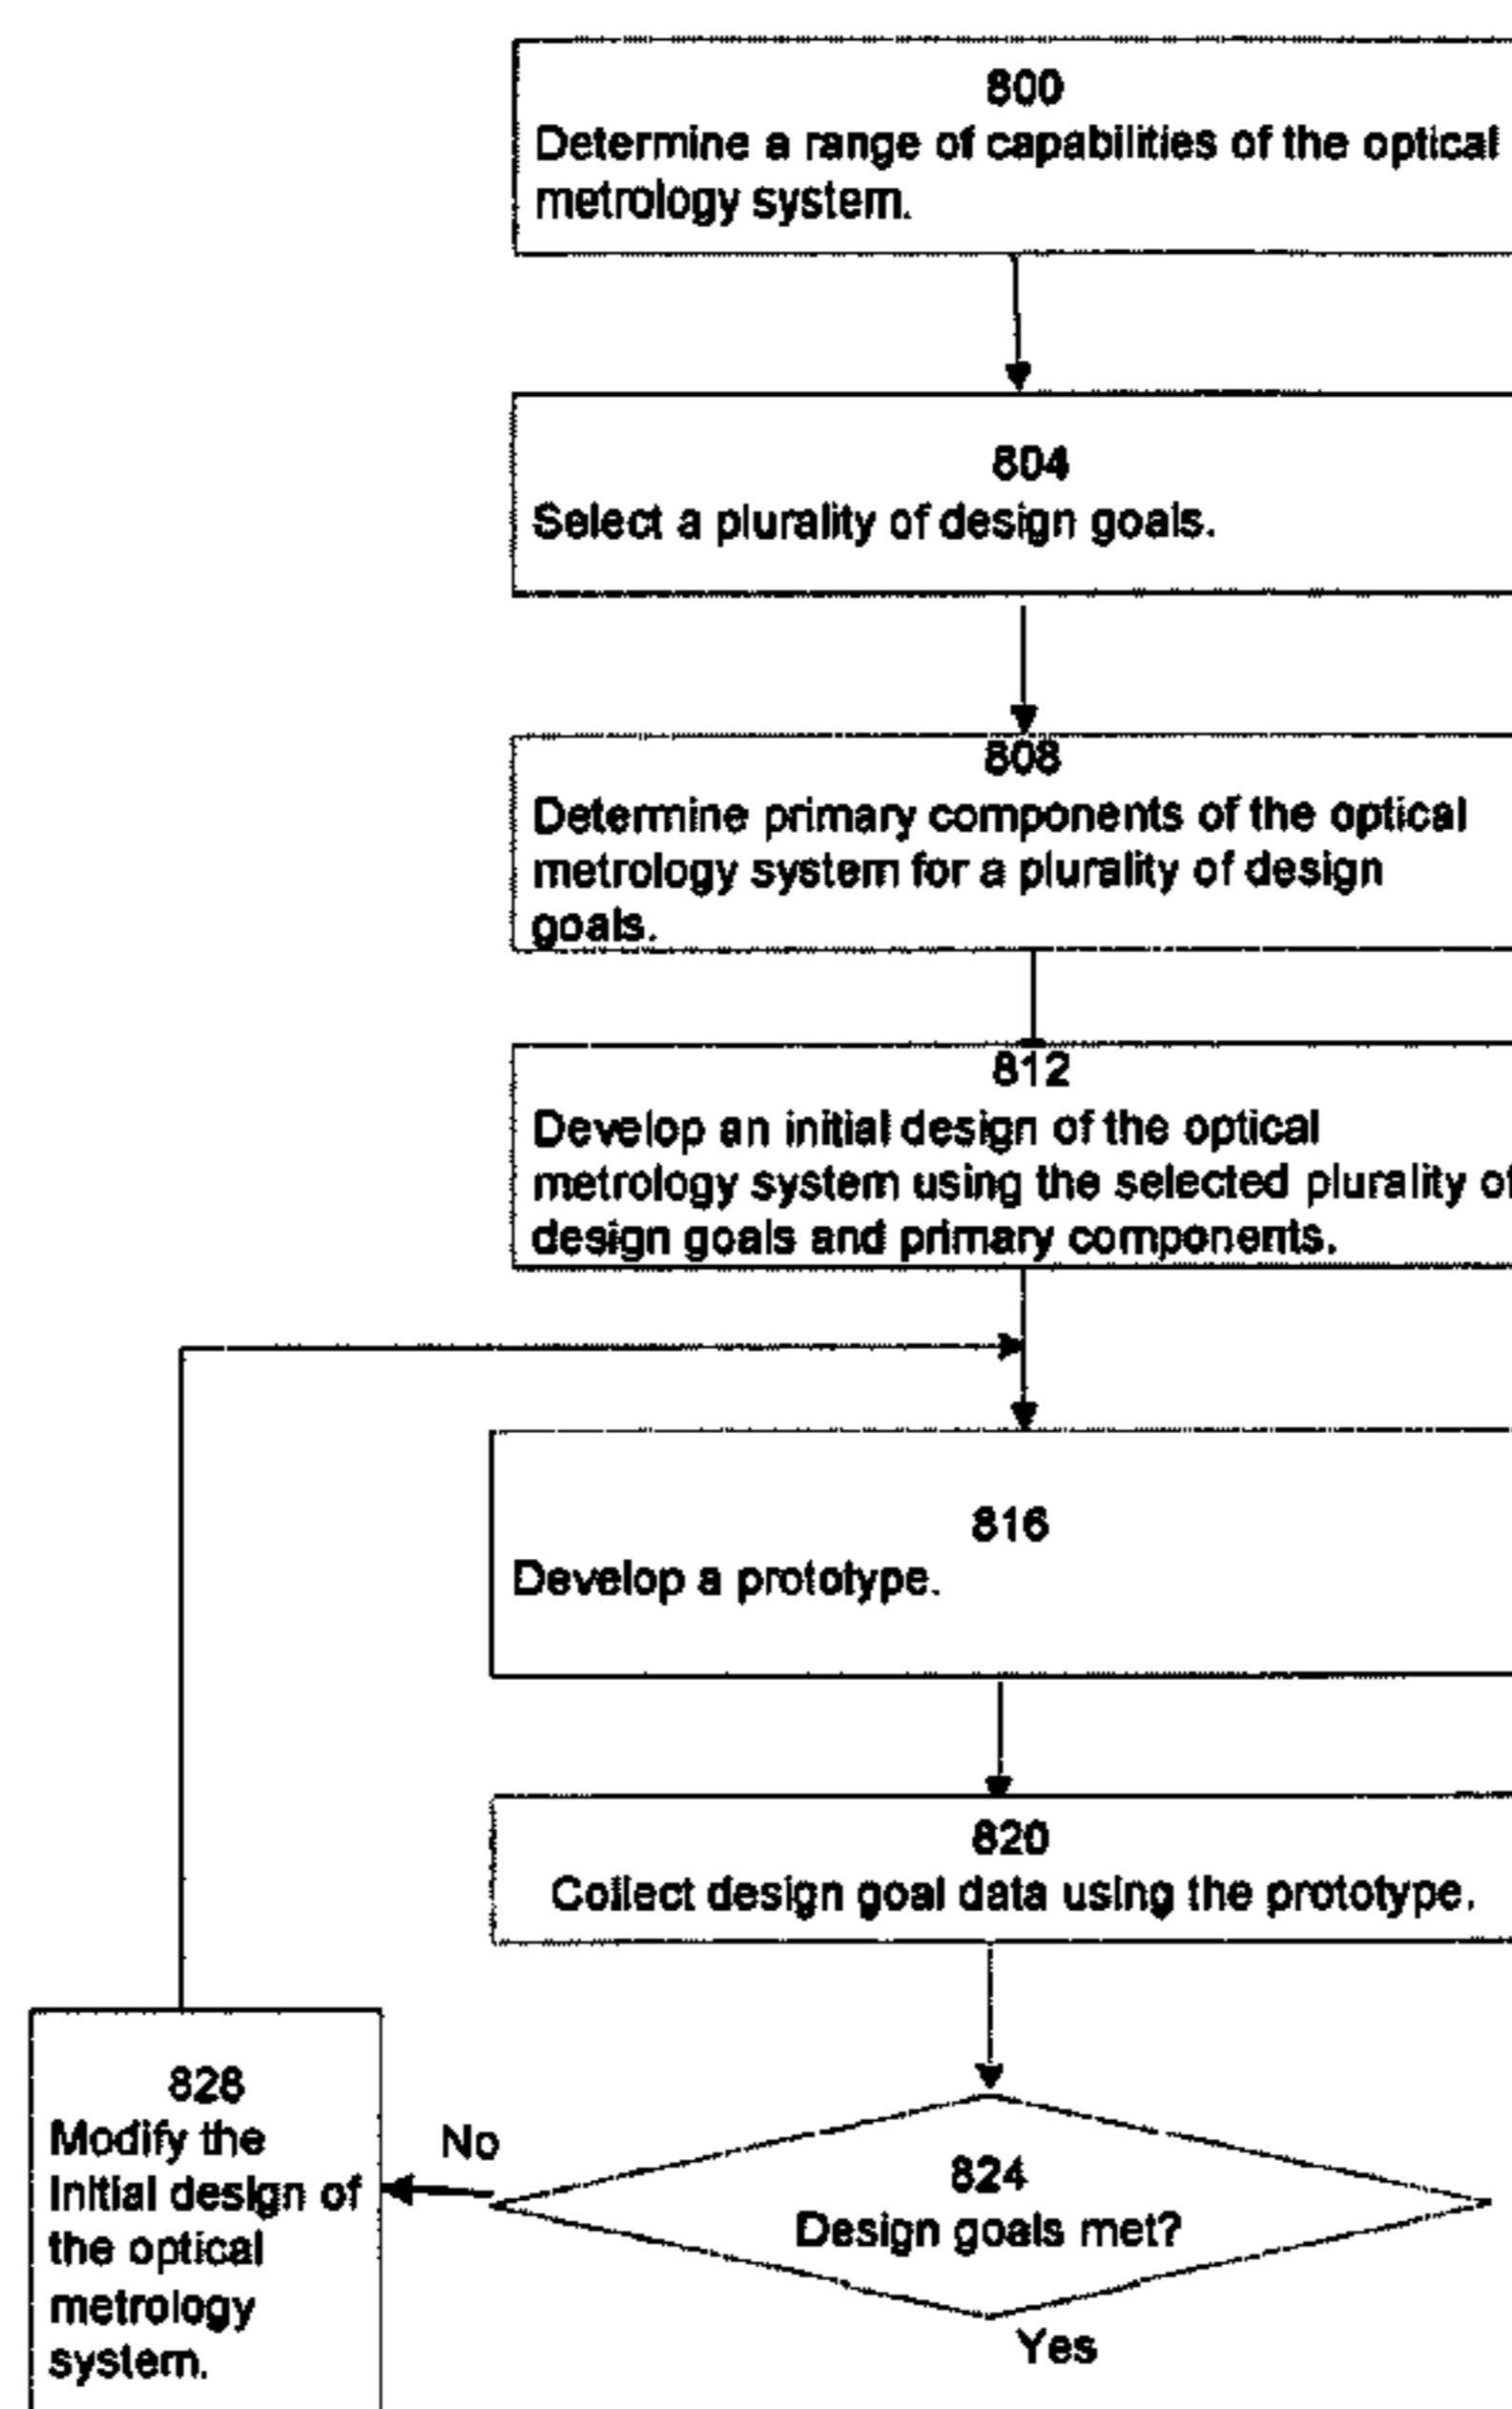 800
Determine a range of capabilities of the optical
metrology system.
804
Select a plurality of design goals.
808
Determine primary components of the optical
metrology system for a plurality of design
goals.
812
Develop an initial design of the optical
metrology system using the selected plurality of
design goals and primary components.
816
Develop a prototype.
820
Collect design goal data using the prototype.
824
Design goals met?
No
Yes
828
Modify the
Initial design of
the optical
metrology
system.